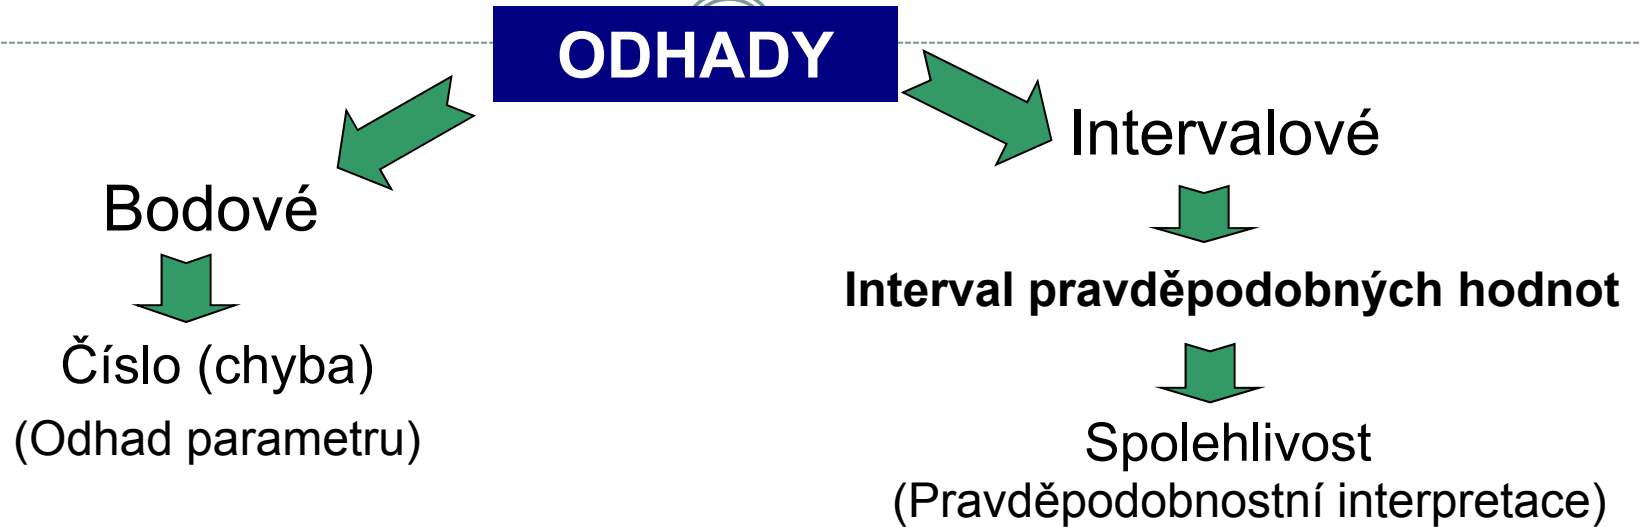 ODHADY
Bodové
Číslo (chyba)
(Odhad parametru)
Intervalové
Interval pravděpodobných hodnot
Spolehlivost
(Pravděpodobnostní interpretace)